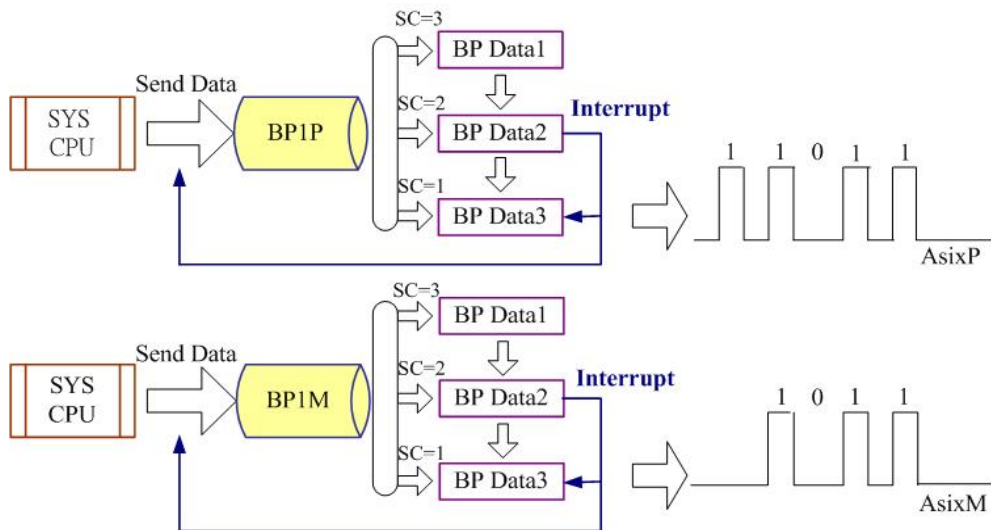 SC=3
BP Data1
Send Data
SYS
CPU
BP1P
SC=2
BP Data2
Interrupt
SC=1
BP Data3
1 1 0 1 1
AsixP
SC=3
BP Data1
Send Data
SYS
CPU
BP1M
SC=2
BP Data2
Interrupt
SC=1
BP Data3
1 0 1 1
AsixM